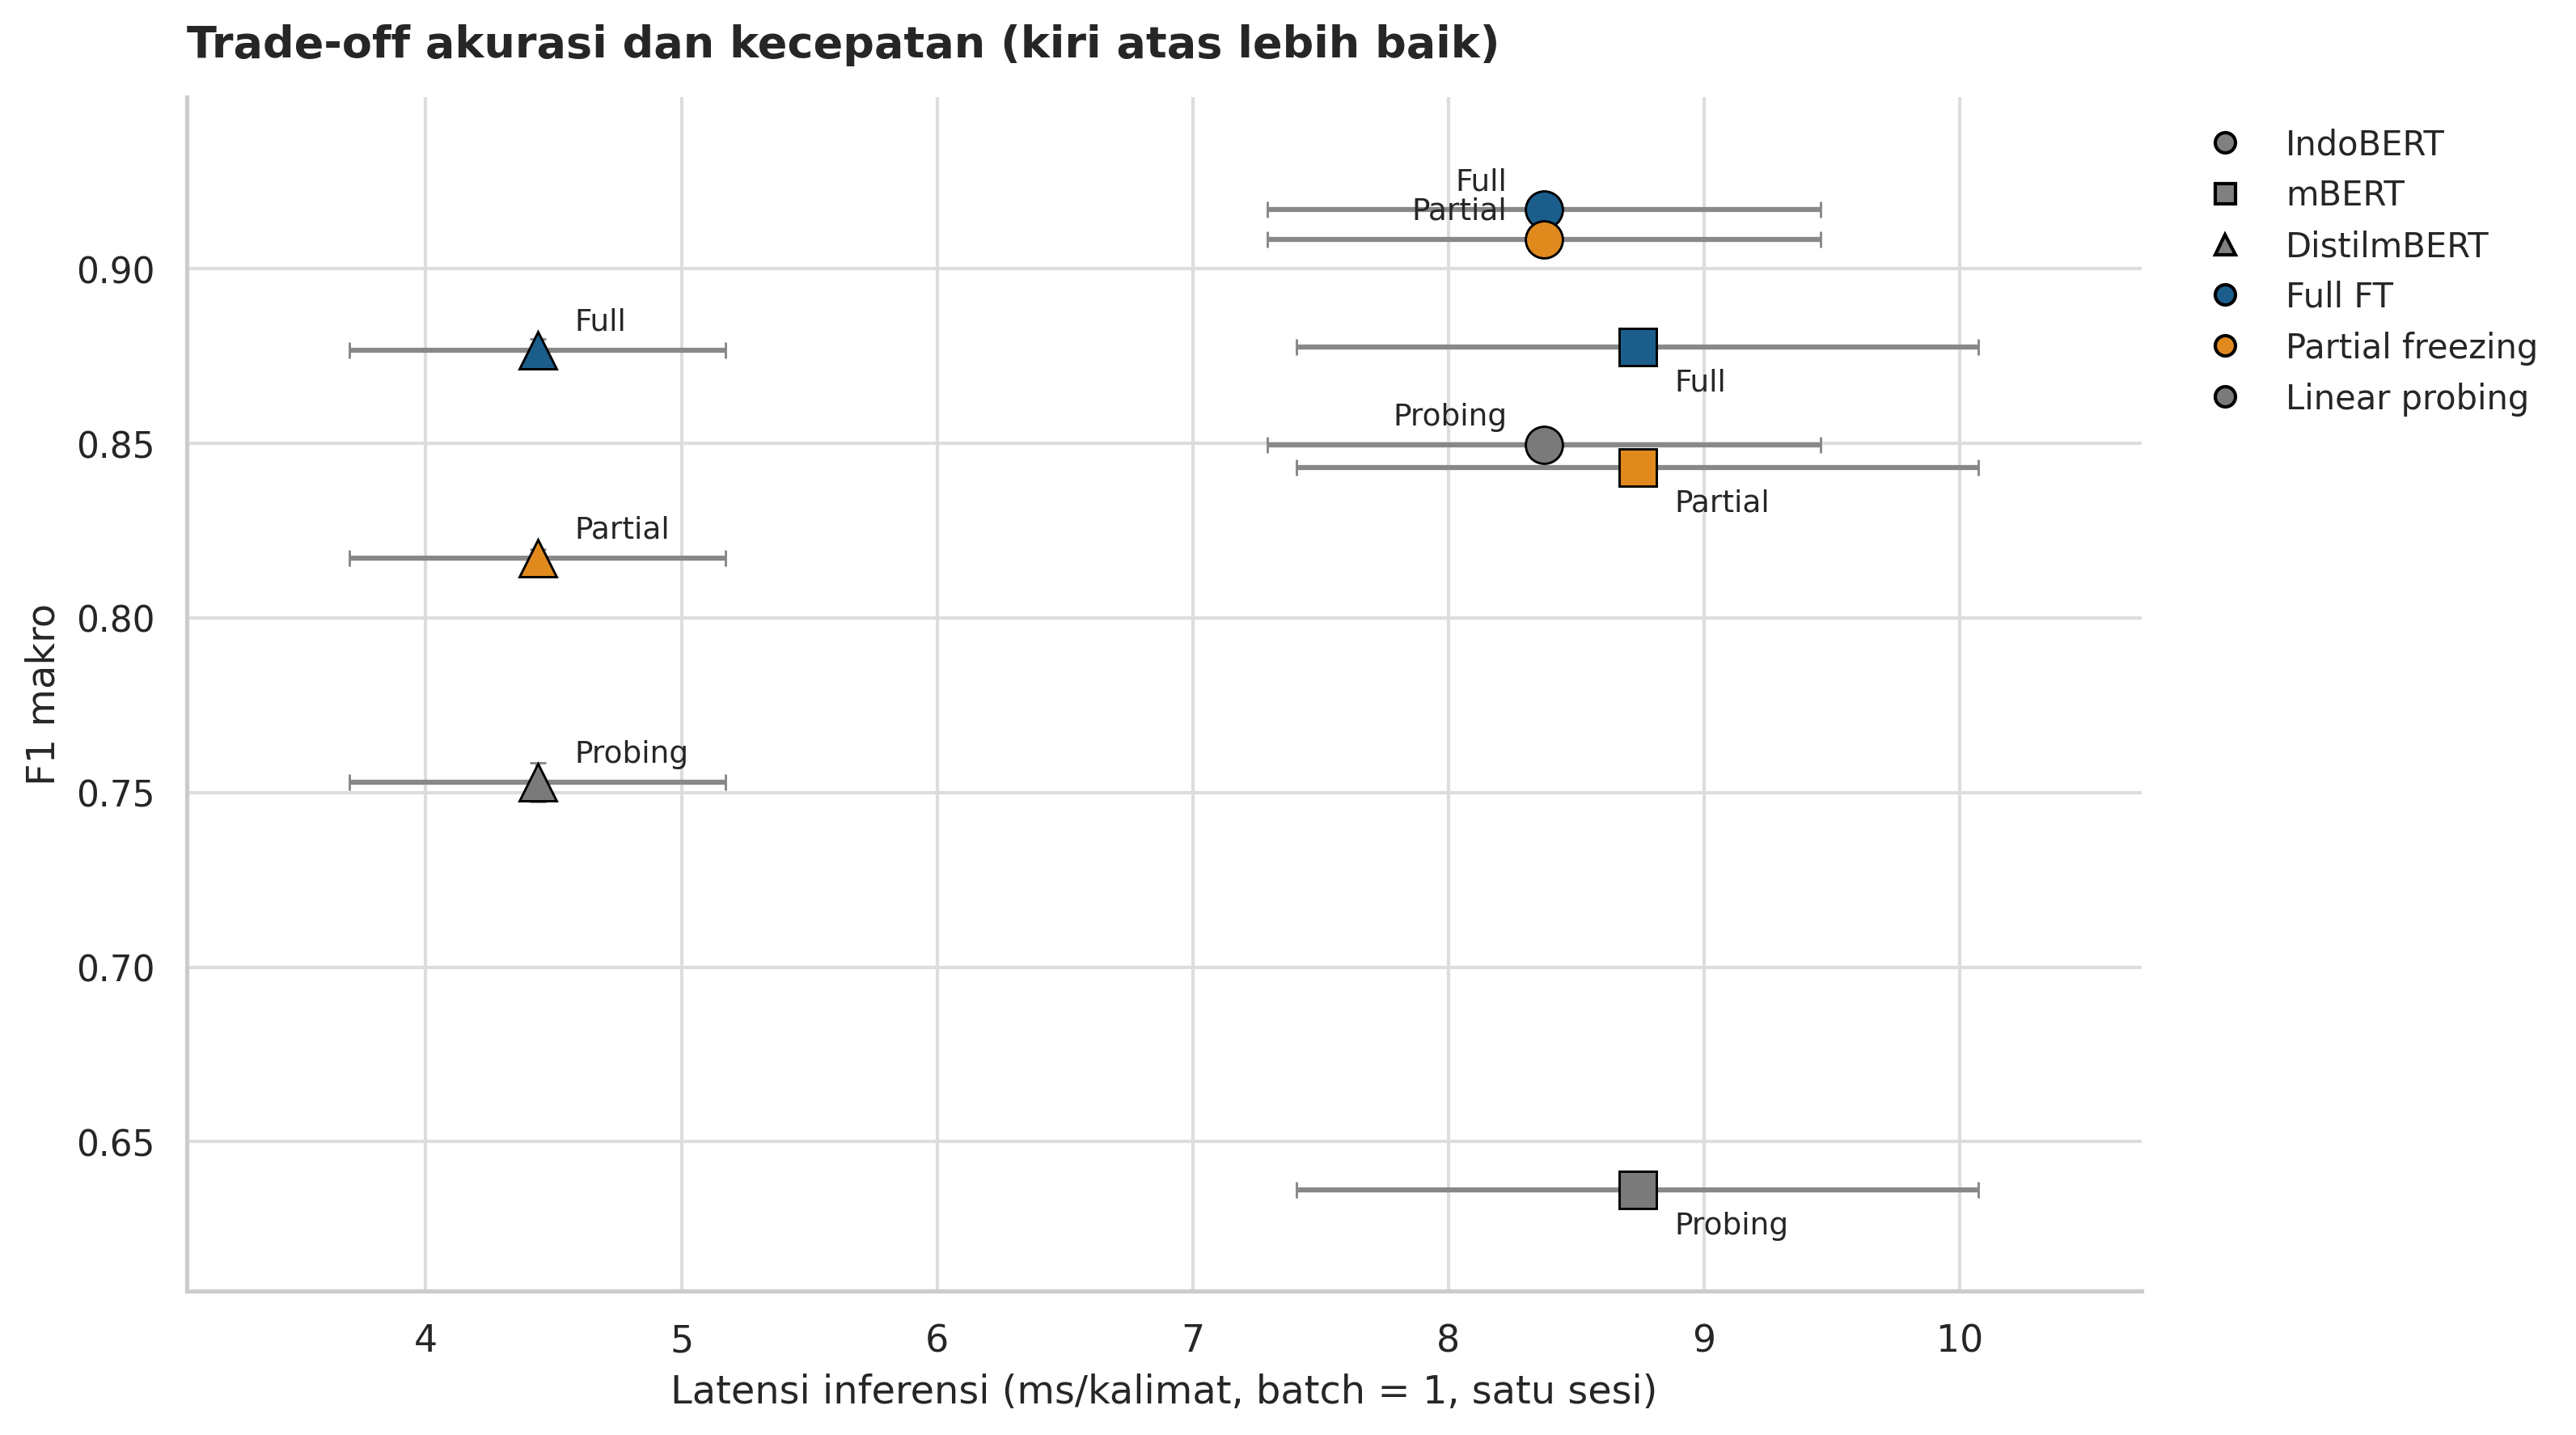 Trade-off akurasi dan kecepatan (kiri atas lebih baik)
IndoBERT
mBERT
DistilmBERT
Full FT
Partial freezing
Linear probing
Full
Partial
Full
Full
Probing
Partial
Partial
Probing
Probing
F1 makro
0.90
0.85
0.80
0.75
0.70
0.65
4 5 6 7 8 9 10
Latensi inferensi (ms/kalimat, batch = 1, satu sesi)